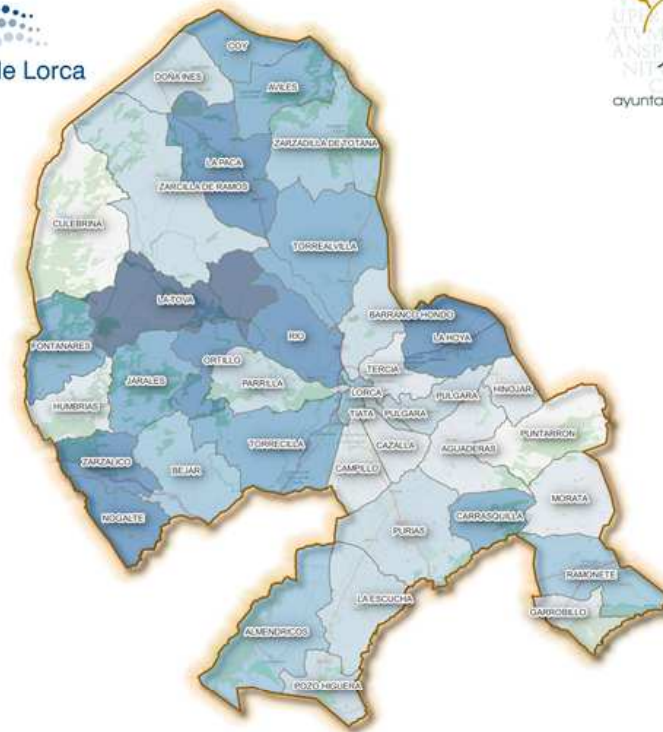 de Lorca
ayunta
COY
DOÑA INES
AVILES
ZARZADILLA DE TOTANA
LA PACA
ZARCILLA DE RAMOS
CULEBRINA
TORREALVILLA
LA TOVA
BARRANCO HONDO
LA HOYA
RIO
FONTANARES
ORTILLO
TERCIA
JARALES
PARRILLA
LORCA
HINOJAR
PULGARA
HUMBRIAS
TIATA
PULGARA
PUNTARRON
TORRECILLA
CAZALLA
AGUADERAS
ZARZALICO
BEJAR
CAMPILLO
MORATA
NOGALTE
CARRASQUILLA
PURIAS
RAMONETE
LA ESCUCHA
GARROBILLO
ALMENDRICOS
POZO HIGUERA